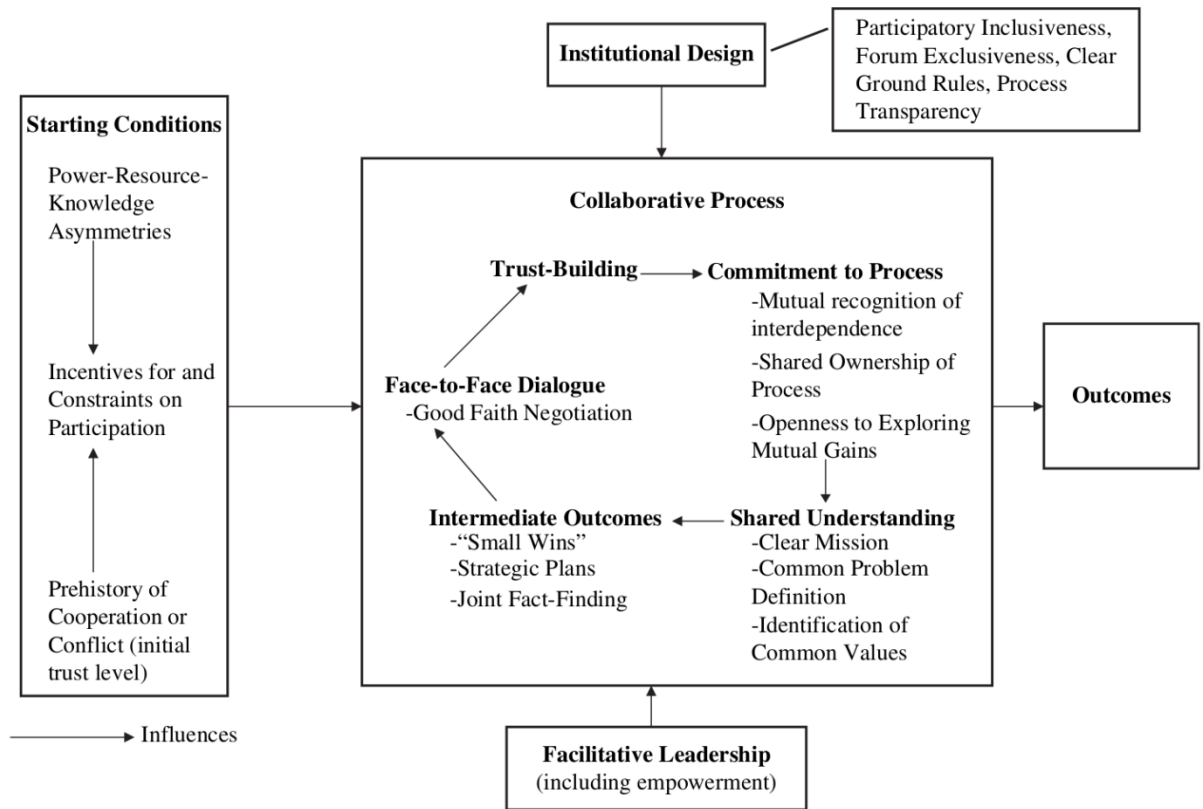 Institutional Design
Participatory Inclusiveness,
Forum Exclusiveness, Clear
Ground Rules, Process
Transparency
Starting Conditions
Power-Resource-
Knowledge
Asymmetries
Incentives for and
Constraints on
Participation
Prehistory of
Cooperation or
Conflict (initial
trust level)
Influences
Collaborative Process
Trust-Building
Commitment to Process
-Mutual recognition of
interdependence
-Shared Ownership of
Process
-Openness to Exploring
Mutual Gains
Face-to-Face Dialogue
-Good Faith Negotiation
Intermediate Outcomes
-“Small Wins”
-Strategic Plans
-Joint Fact-Finding
Shared Understanding
-Clear Mission
-Common Problem
Definition
-Identification of
Common Values
Outcomes
Facilitative Leadership
(including empowerment)